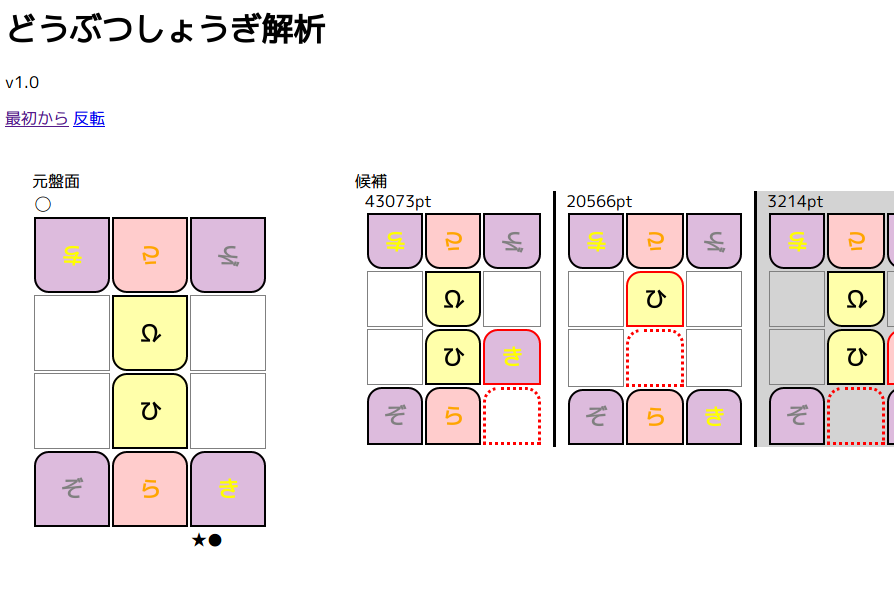 どうぶつしょうぎ解析
v1.0
最初から 反転
元盤面
○
き ら ぞ
ひ
ひ
ぞ ら き
★●
候補
43073pt
き ら ぞ
ひ
ひ き
ぞ ら
20566pt
き ら ぞ
ひ
ぞ ら き
3214pt
き ら
ひ
ひ
ぞ